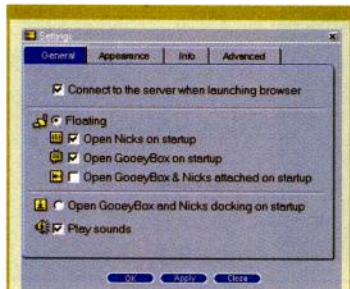 Settings
General Appearance Info Advanced
Connect to the server when launching browser
Floating
Open Nicks on startup
Open GooeyBox on startup
Open GooeyBox & Nicks attached on startup
Open GooeyBox and Nicks docking on startup
Play sounds
OK Apply Close